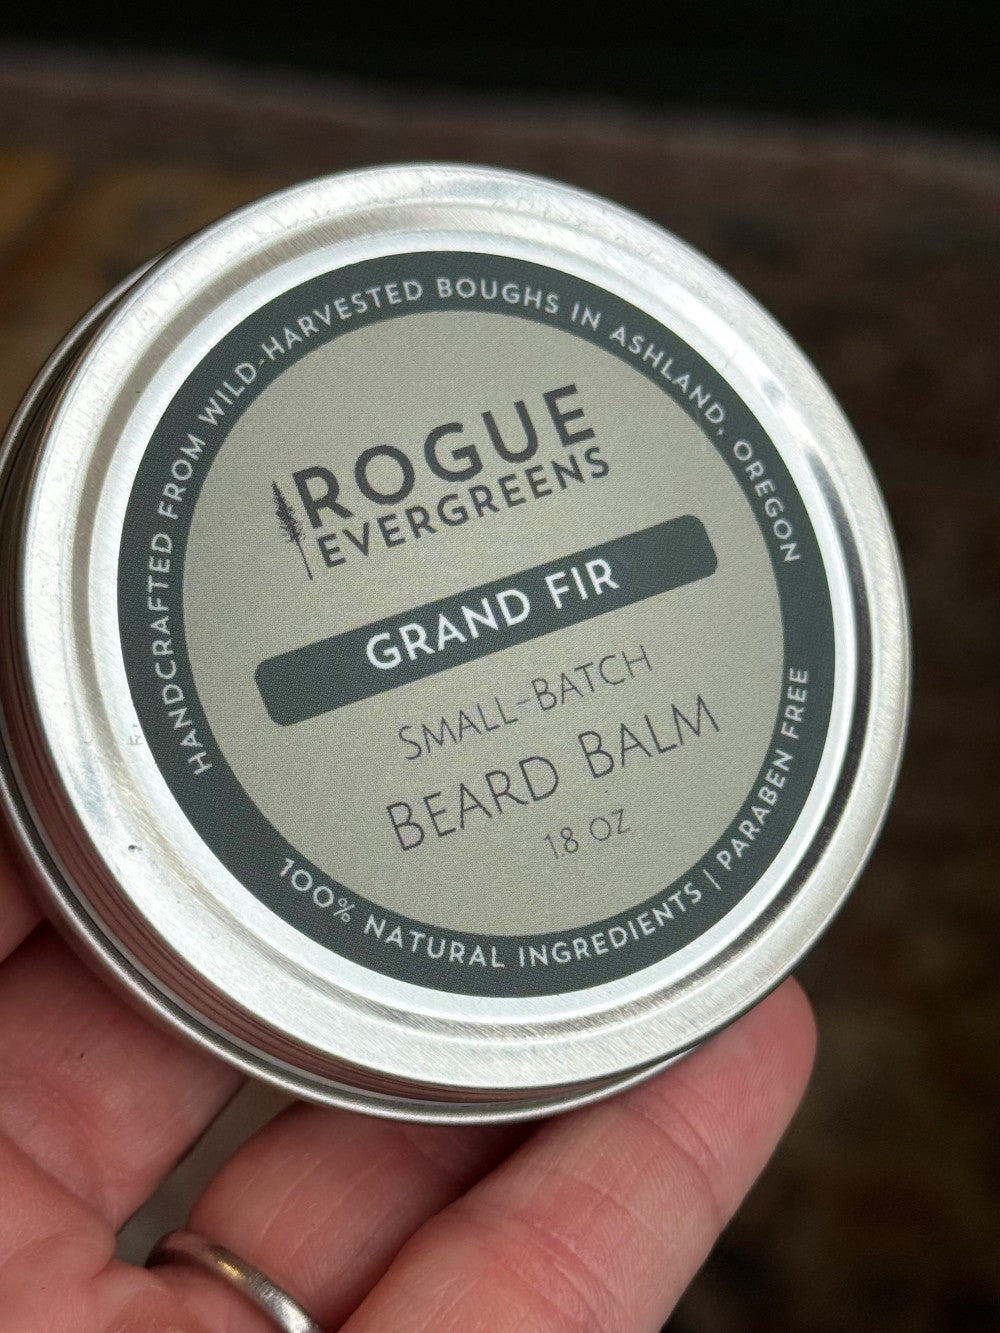 HANDCRAFTED FROM WILD-HARVESTED BOUGHS IN ASHLAND, OREGON
ROGUE
EVERGREENS
GRAND FIR
SMALL-BATCH
BEARD BALM
1.8 OZ
100% NATURAL INGREDIENTS | PARABEN FREE